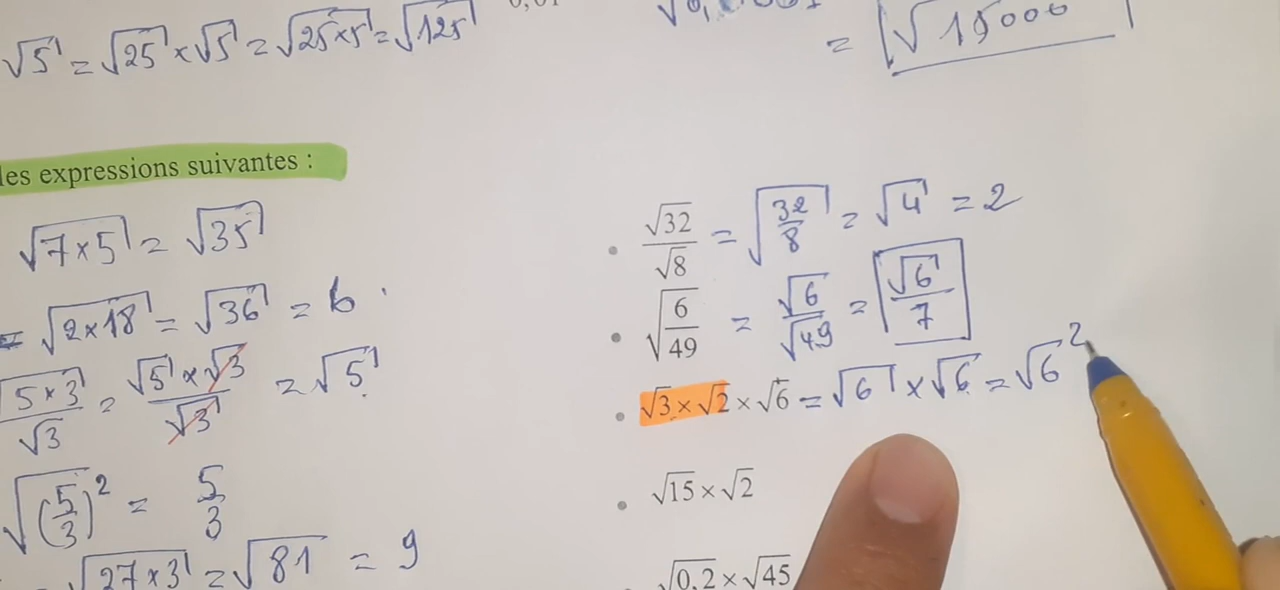 √5 = √25 × √5 = √25×5 = √125
= √15000
les expressions suivantes :
√7×5 = √35
= √2×18 = √36 = 6
5×3/√3 = √5 × √3/√3 = √5
√(5/3)² = 5/3
√27×3 = √81 = 9
√32/√8 = √32/8 = √4 = 2
√6/49 = √6/√49 = √6/7
√3 × √2 × √6 = √6 × √6 = √6²
√15 × √2
√0,2 × √45